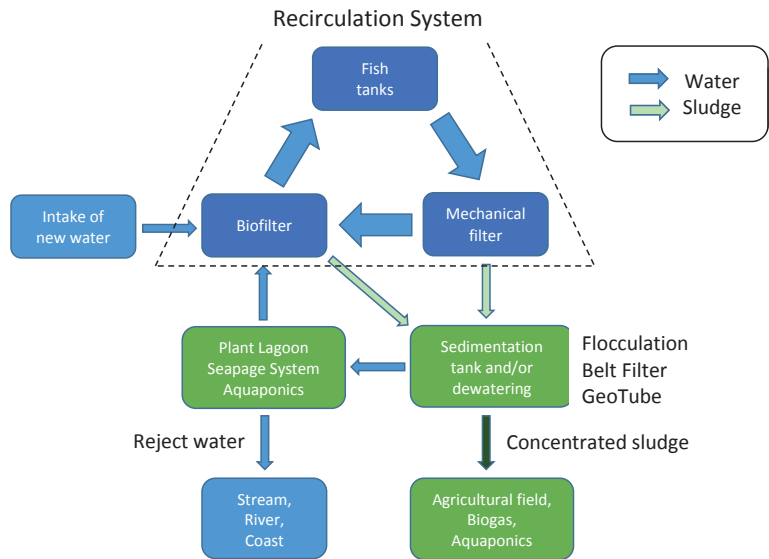 Recirculation System
Fish
tanks
Water
Sludge
Intake of
new water
Biofilter
Mechanical
filter
Plant Lagoon
Seapage System
Aquaponics
Sedimentation
tank and/or
dewatering
Flocculation
Belt Filter
GeoTube
Reject water
Concentrated sludge
Stream,
River,
Coast
Agricultural field,
Biogas,
Aquaponics